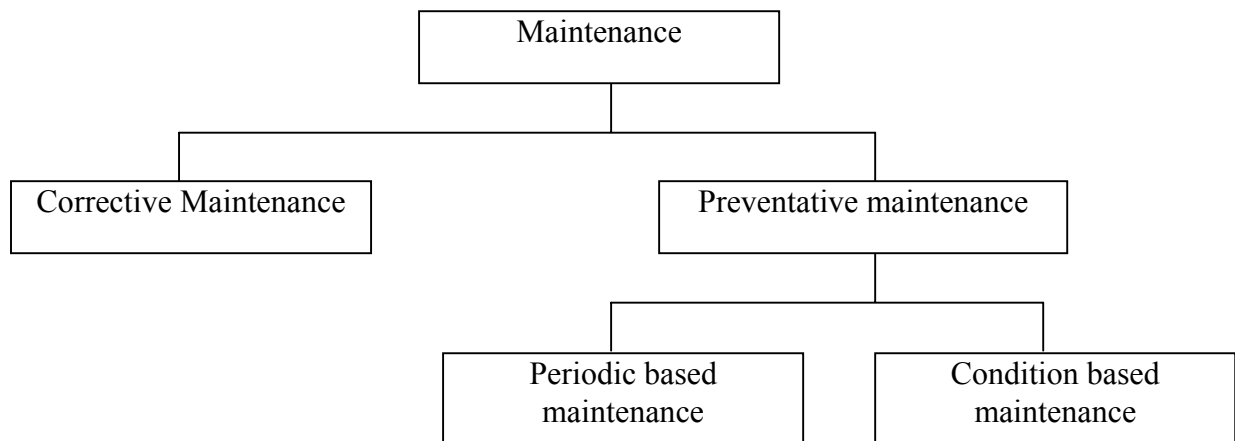 Maintenance
Corrective Maintenance
Preventative maintenance
Periodic based
maintenance
Condition based
maintenance